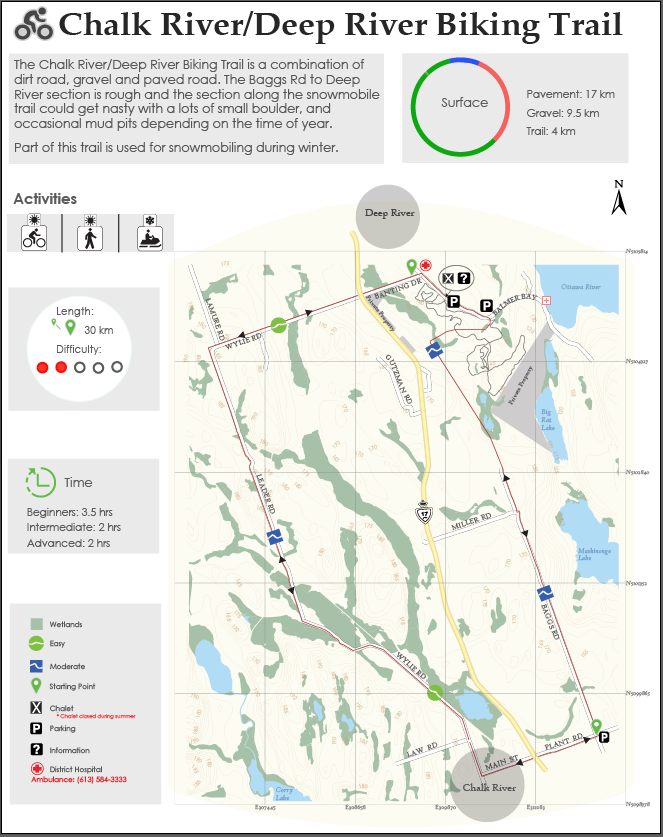 Chalk River/Deep River Biking Trail
The Chalk River/Deep River Biking Trail is a combination of
dirt road, gravel and paved road. The Baggs Rd to Deep
River section is rough and the section along the snowmobile
trail could get nasty with a lots of small boulder, and
occasional mud pits depending on the time of year.
Part of this trail is used for snowmobiling during winter.
Surface
Pavement: 17 km
Gravel: 9.5 km
Trail: 4 km
Activities
N
Deep River
Length:
30 km
Difficulty:
Time
Beginners: 3.5 hrs
Intermediate: 2 hrs
Advanced: 2 hrs
Wetlands
Easy
Moderate
Starting Point
Chalet
* Chalet closed during summer
Parking
Information
District Hospital
Ambulance: (613) 584-3333
LAMURE RD
WYLIE RD
BANTING DR
Private Property
P
?
P
PALMER BAY
Ottawa River
GUTZMAN RD
Private Property
Big
Rat
Lake
LEADER RD
17
MILLER RD
Maskinonge
Lake
BAGGS RD
WYLIE RD
LAW RD
MAIN ST
PLANT RD
P
Chalk River
Corry
Lake